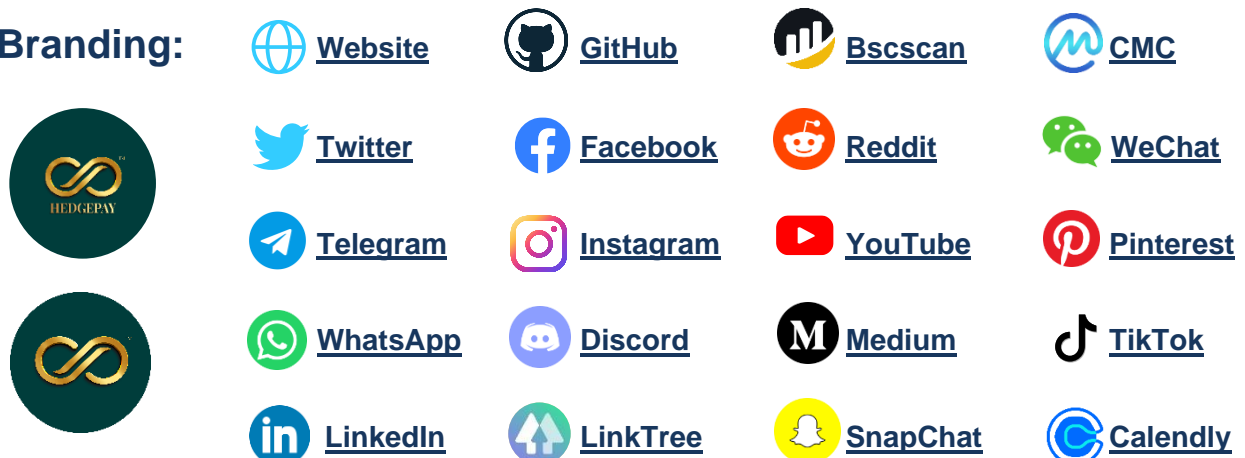 Branding:
Website GitHub Bscscan CMC
Twitter Facebook Reddit WeChat
HEDGEPAY
Telegram Instagram YouTube Pinterest
WhatsApp Discord M Medium TikTok
in LinkedIn LinkTree SnapChat Calendly